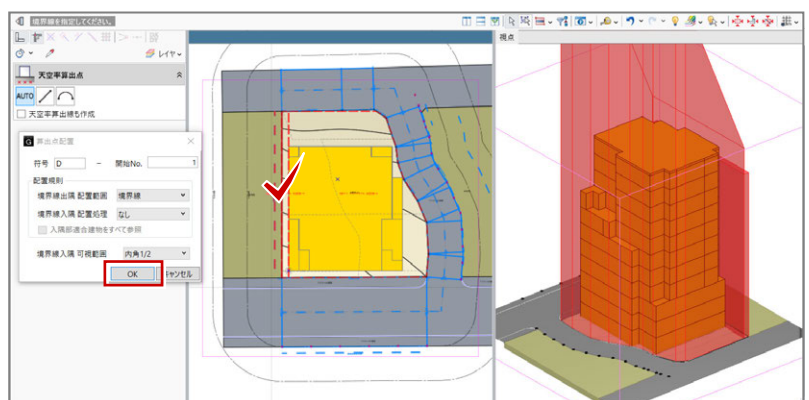 境界線を指定してください。
視点
レイヤ
天空率算出点
AUTO
天空率算出線も作成
算出点配置
符号 D - 開始No. 1
配置規則
境界線出隅 配置範囲 境界線
境界線入隅 配置処理 なし
入隅部適合建物をすべて参照
境界線入隅 可視範囲 内角1/2
OK キャンセル